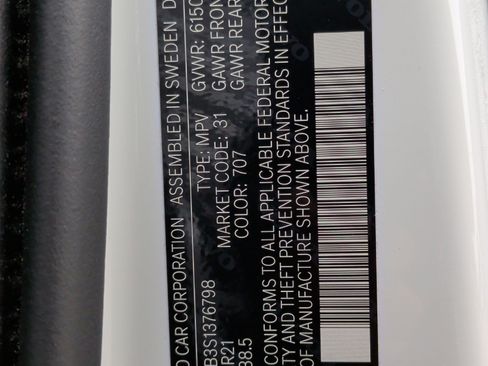 O CAR CORPORATION ASSEMBLED IN SWEDEN D
GVWR: 615
GAWR FRON
GAWR REAR
B3S1376798 TYPE: MPV
R21 MARKET CODE: 31
38.5 COLOR: 707
CONFORMS TO ALL APPLICABLE FEDERAL MOTOR
Y AND THEFT PREVENTION STANDARDS IN EFFEC
OF MANUFACTURE SHOWN ABOVE.